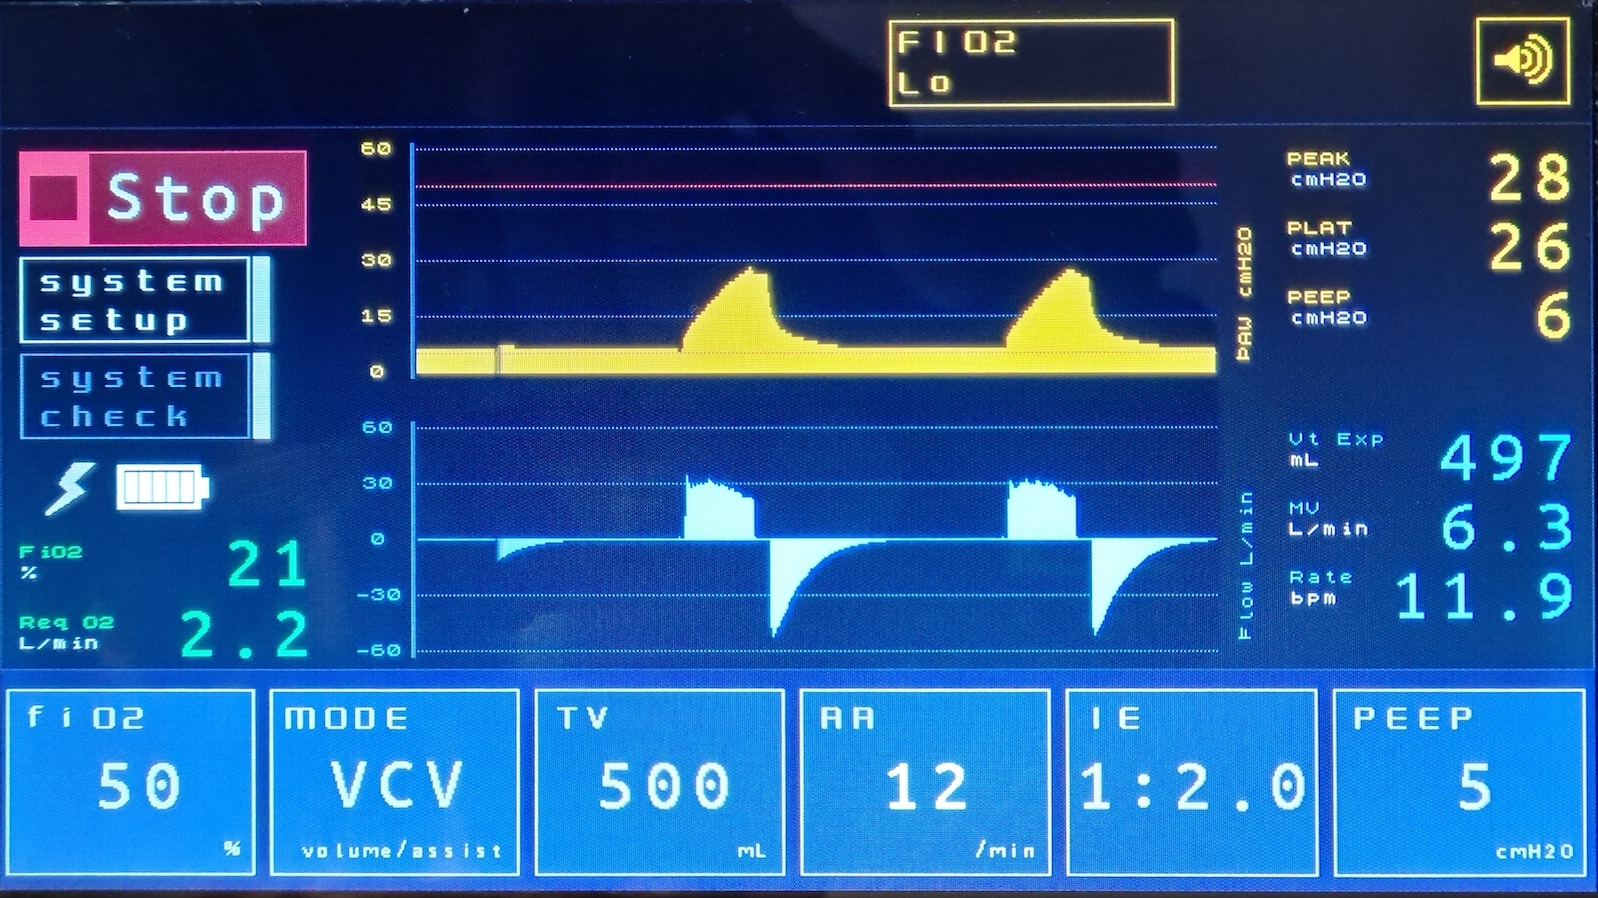 FIO2
Lo
Stop
system
setup
system
check
FiO2
%
21
Req O2
L/min
2.2
60
45
30
15
0
PAW cmH2O
60
30
0
-30
-60
Flow L/min
PEAK
cmH2O
28
PLAT
cmH2O
26
PEEP
cmH2O
6
Vt Exp
mL
497
MV
L/min
6.3
Rate
bpm
11.9
fiO2
50
%
MODE
VCV
volume/assist
TV
500
mL
RR
12
/min
IE
1:2.0
PEEP
5
cmH2O